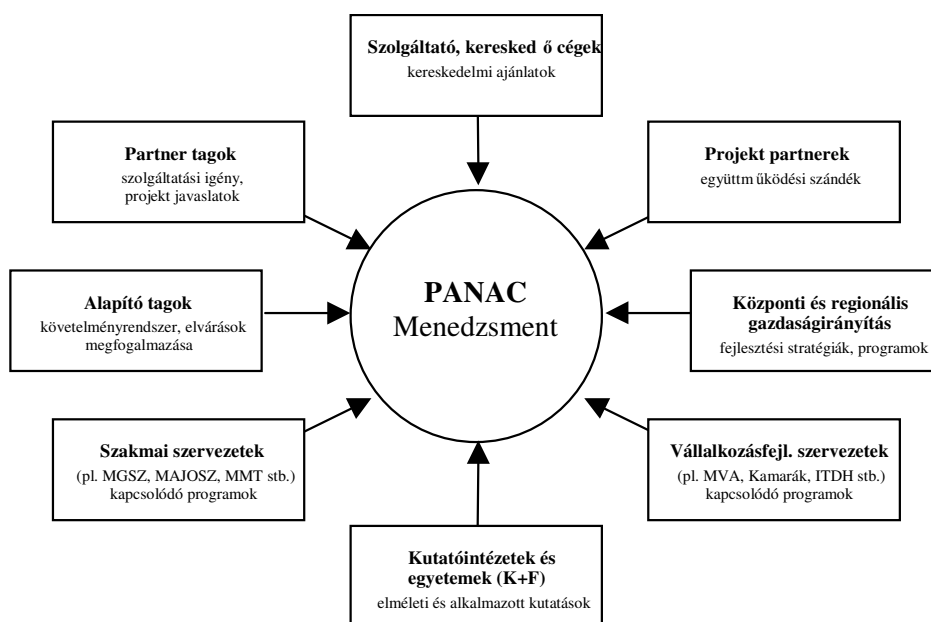 Szolgáltató, keresked ő cégek
kereskedelmi ajánlatok
Partner tagok
szolgáltatási igény,
projekt javaslatok
Projekt partnerek
együttm űködési szándék
PANAC
Menedzsment
Alapító tagok
követelményrendszer, elvárások
megfogalmazása
Központi és regionális
gazdaságirányítás
fejlesztési stratégiák, programok
Szakmai szervezetek
(pl. MGSZ, MAJOSZ, MMT stb.)
kapcsolódó programok
Vállalkozásfejl. szervezetek
(pl. MVA, Kamarák, ITDH stb.)
kapcsolódó programok
Kutatóintézetek és
egyetemek (K+F)
elméleti és alkalmazott kutatások